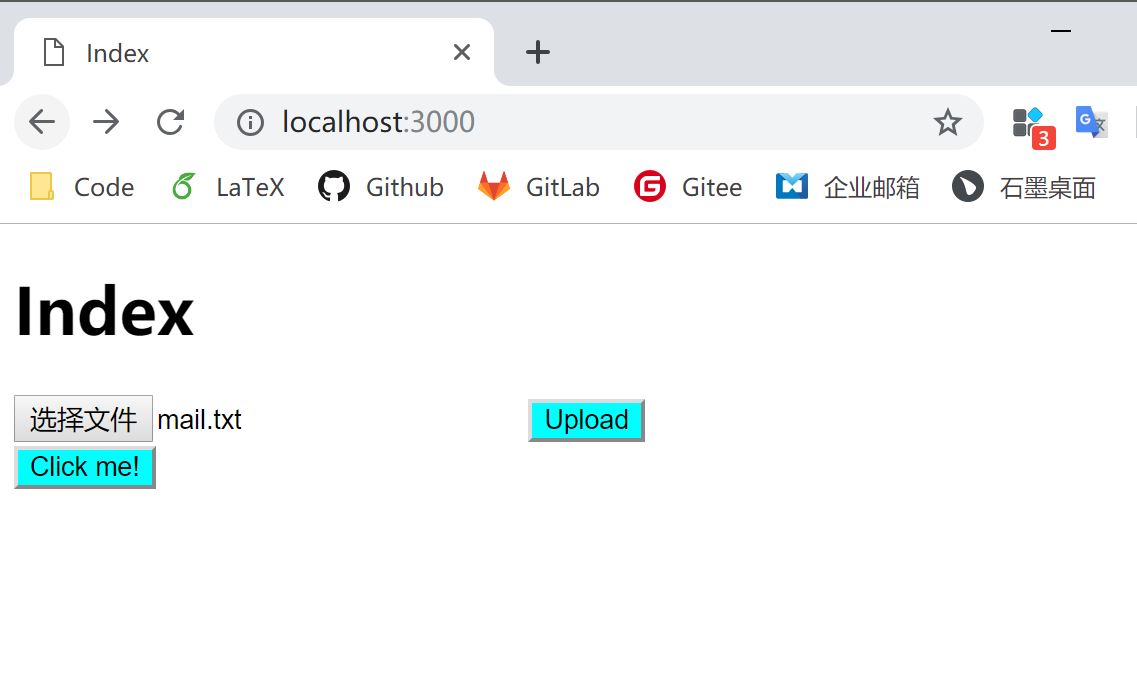 Index
localhost:3000
3
G 文
Code LaTeX Github GitLab G Gitee 企业邮箱 石墨桌面
Index
选择文件 mail.txt Upload
Click me!